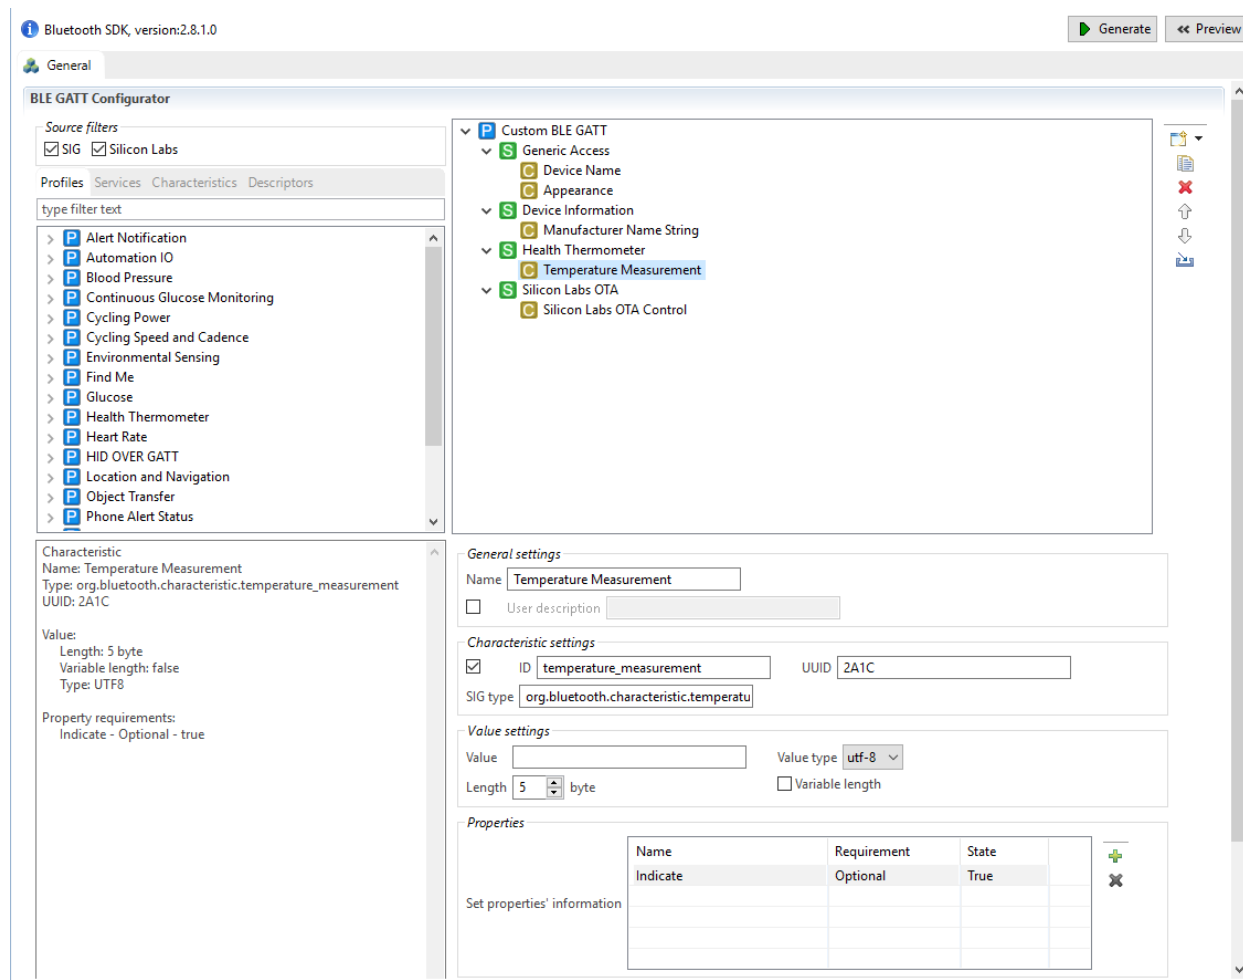 Bluetooth SDK, version:2.8.1.0
Generate
Preview
General
BLE GATT Configurator
Source filters
SIG
Silicon Labs
Profiles Services Characteristics Descriptors
type filter text
Alert Notification
Automation IO
Blood Pressure
Continuous Glucose Monitoring
Cycling Power
Cycling Speed and Cadence
Environmental Sensing
Find Me
Glucose
Health Thermometer
Heart Rate
HID OVER GATT
Location and Navigation
Object Transfer
Phone Alert Status
P Custom BLE GATT
S Generic Access
C Device Name
C Appearance
S Device Information
C Manufacturer Name String
S Health Thermometer
C Temperature Measurement
S Silicon Labs OTA
C Silicon Labs OTA Control
Characteristic
Name: Temperature Measurement
Type: org.bluetooth.characteristic.temperature_measurement
UUID: 2A1C
Value:
Length: 5 byte
Variable length: false
Type: UTF8
Property requirements:
Indicate - Optional - true
General settings
Name Temperature Measurement
User description
Characteristic settings
ID temperature_measurement UUID 2A1C
SIG type org.bluetooth.characteristic.temperatu
Value settings
Value Value type utf-8
Length 5 byte Variable length
Properties
Name Requirement State
Indicate Optional True
Set properties' information